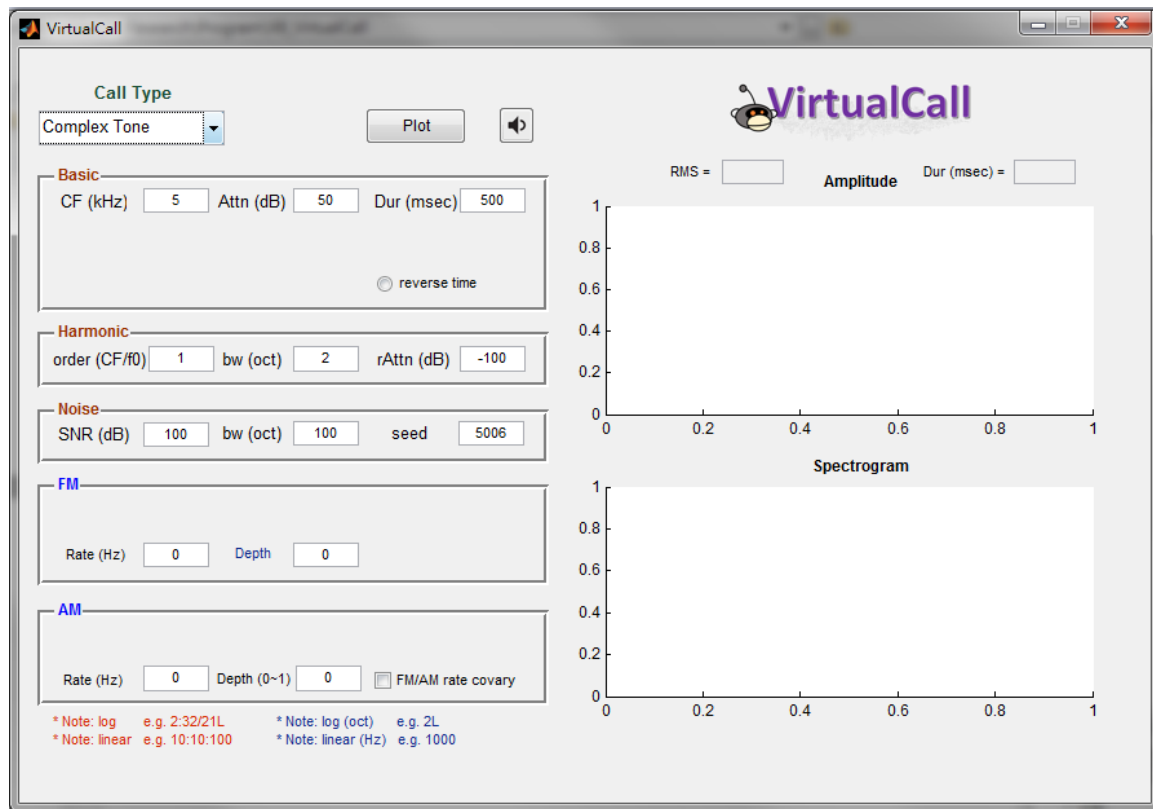 VirtualCall
Call Type
Complex Tone
Plot
VirtualCall
Basic
CF (kHz) 5 Attn (dB) 50 Dur (msec) 500
reverse time
Harmonic
order (CF/f0) 1 bw (oct) 2 rAttn (dB) -100
Noise
SNR (dB) 100 bw (oct) 100 seed 5006
FM
Rate (Hz) 0 Depth 0
AM
Rate (Hz) 0 Depth (0~1) 0 FM/AM rate covary
* Note: log e.g. 2:32/21L * Note: log (oct) e.g. 2L
* Note: linear e.g. 10:10:100 * Note: linear (Hz) e.g. 1000
RMS = Amplitude Dur (msec) =
1
0.8
0.6
0.4
0.2
0
0 0.2 0.4 0.6 0.8 1
Spectrogram
1
0.8
0.6
0.4
0.2
0
0 0.2 0.4 0.6 0.8 1